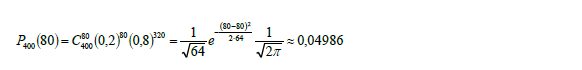 P₄₀₀(80) = C₄₀₀⁸⁰(0,2)⁸⁰(0,8)³²⁰ = 1/√64 e^(-(80-80)²/(2·64)) 1/√(2π) ≈ 0,04986